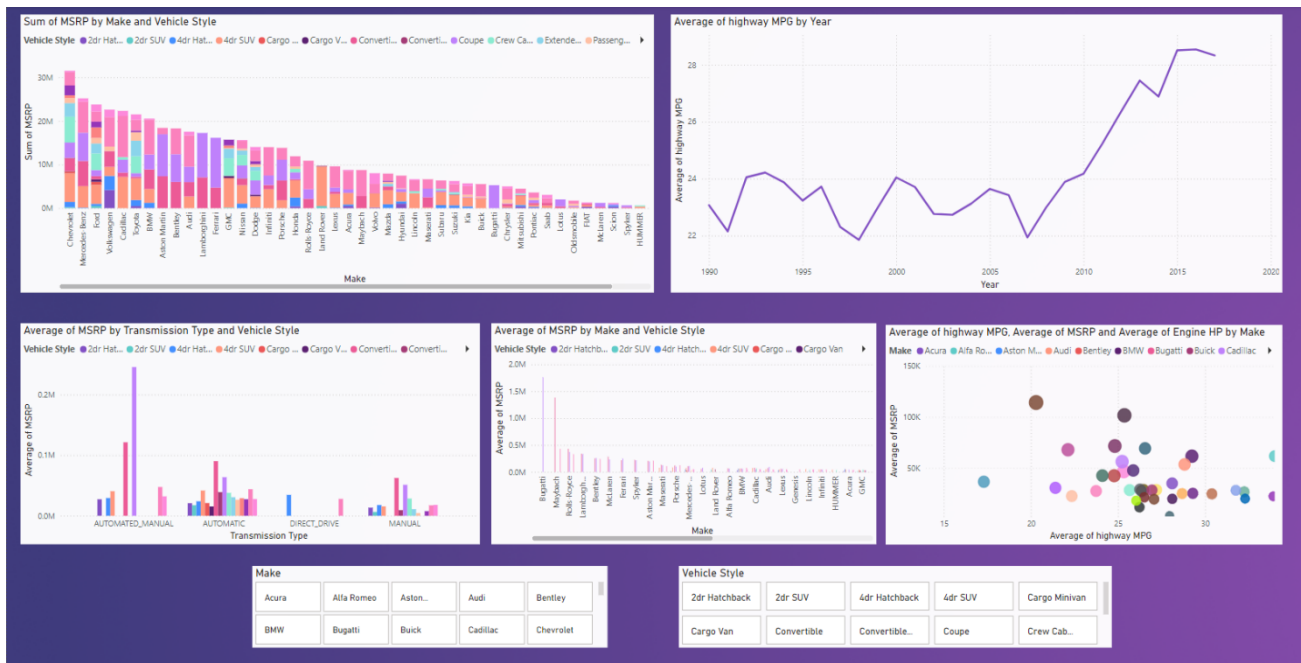 Sum of MSRP by Make and Vehicle Style
Vehicle Style 2dr Hat... 2dr SUV 4dr Hat... 4dr SUV Cargo ... Cargo V... Converti... Converti... Coupe Crew Ca... Extende... Passeng...
Sum of MSRP
30M
20M
10M
0M
Chevrolet
Mercedes-Benz
Ford
Volkswagen
Cadillac
Toyota
BMW
Aston Martin
Bentley
Audi
Lamborghini
Ferrari
GMC
Nissan
Dodge
Infiniti
Porsche
Honda
Rolls-Royce
Land Rover
Lexus
Acura
Maybach
Volvo
Mazda
Hyundai
Lincoln
Maserati
Subaru
Suzuki
Kia
Buick
Bugatti
Chrysler
Mitsubishi
Pontiac
Saab
Lotus
Oldsmobile
FIAT
McLaren
Scion
Spyker
HUMMER
Make
Average of highway MPG by Year
Average of highway MPG
28
26
24
22
1990 1995 2000 2005 2010 2015 2020
Year
Average of MSRP by Transmission Type and Vehicle Style
Vehicle Style 2dr Hat... 2dr SUV 4dr Hat... 4dr SUV Cargo ... Cargo V... Converti... Converti...
Average of MSRP
0.2M
0.1M
0.0M
AUTOMATED_MANUAL AUTOMATIC DIRECT_DRIVE MANUAL
Transmission Type
Average of MSRP by Make and Vehicle Style
Vehicle Style 2dr Hatchb... 2dr SUV 4dr Hatch... 4dr SUV Cargo ... Cargo Van
Average of MSRP
2.0M
1.5M
1.0M
0.5M
0.0M
Bugatti
Maybach
Rolls-Royce
Lamborgh...
Bentley
McLaren
Ferrari
Spyker
Aston Mar...
Maserati
Porsche
Mercedes-...
Lotus
Land Rover
Alfa Romeo
BMW
Cadillac
Audi
Lexus
Genesis
Lincoln
Infiniti
HUMMER
Acura
GMC
Make
Average of highway MPG, Average of MSRP and Average of Engine HP by Make
Make Acura Alfa Ro... Aston M... Audi Bentley BMW Bugatti Buick Cadillac
Average of MSRP
150K
100K
50K
15 20 25 30
Average of highway MPG
Make
Acura Alfa Romeo Aston... Audi Bentley
BMW Bugatti Buick Cadillac Chevrolet
Vehicle Style
2dr Hatchback 2dr SUV 4dr Hatchback 4dr SUV Cargo Minivan
Cargo Van Convertible Convertible... Coupe Crew Cab...